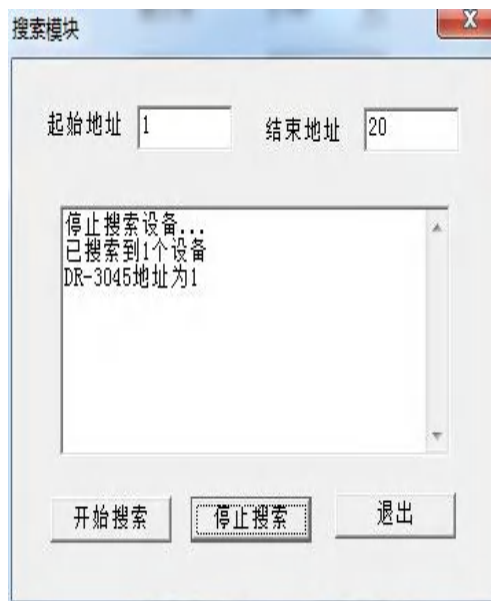 搜索模块
起始地址 1 结束地址 20
停止搜索设备...
已搜索到1个设备
DR-3045地址为1
开始搜索 停止搜索 退出